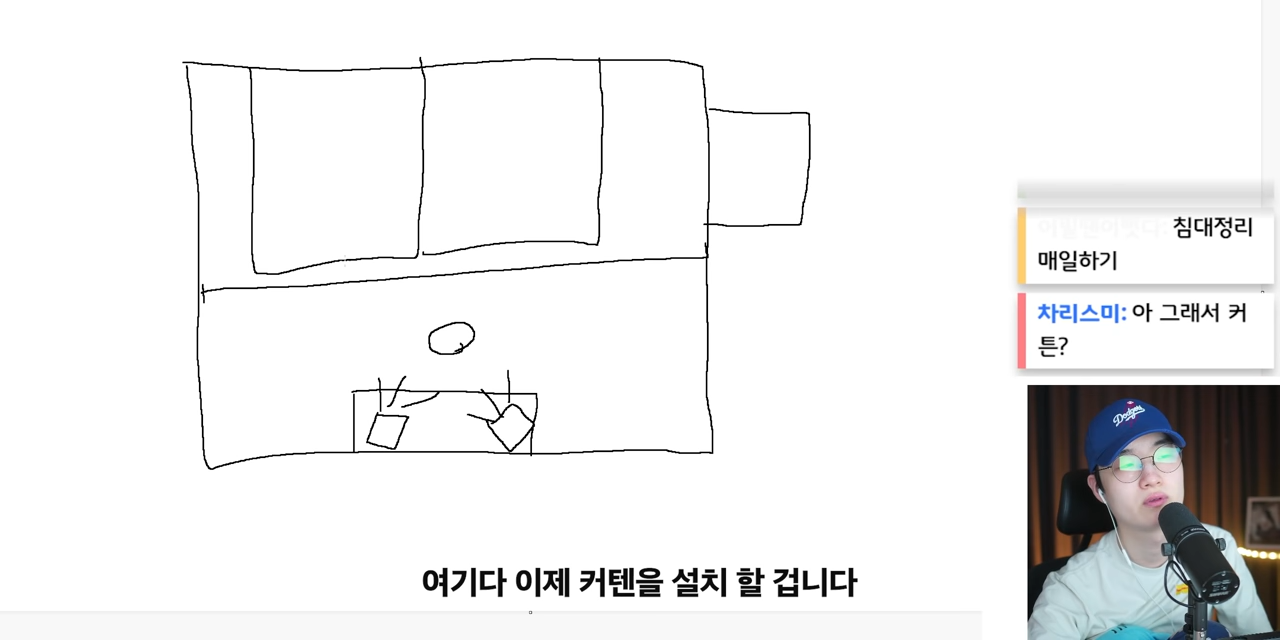 침대정리
매일하기
차리스미: 아 그래서 커
튼?
Dodgers
여기다 이제 커텐을 설치 할 겁니다